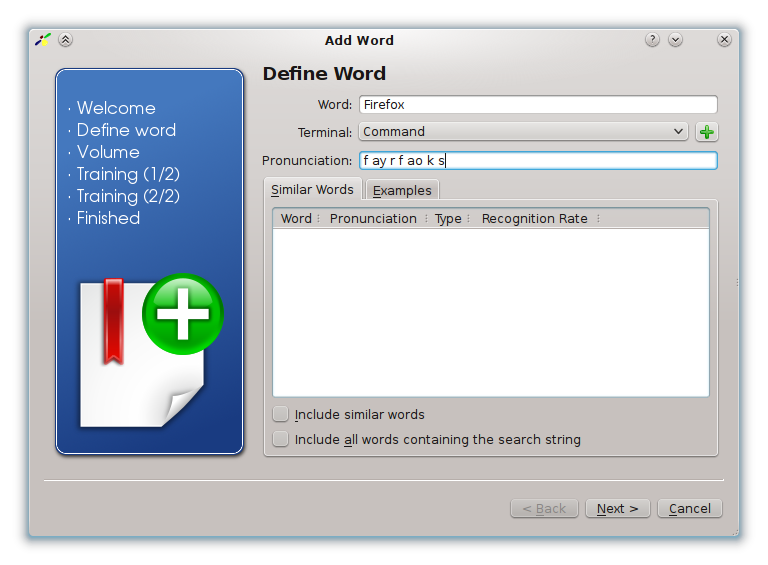 Add Word
· Welcome
· Define word
· Volume
· Training (1/2)
· Training (2/2)
· Finished
Define Word
Word: Firefox
Terminal: Command
Pronunciation: f ay r f ao k s
Similar Words Examples
Word Pronunciation Type Recognition Rate
Include similar words
Include all words containing the search string
< Back Next > Cancel